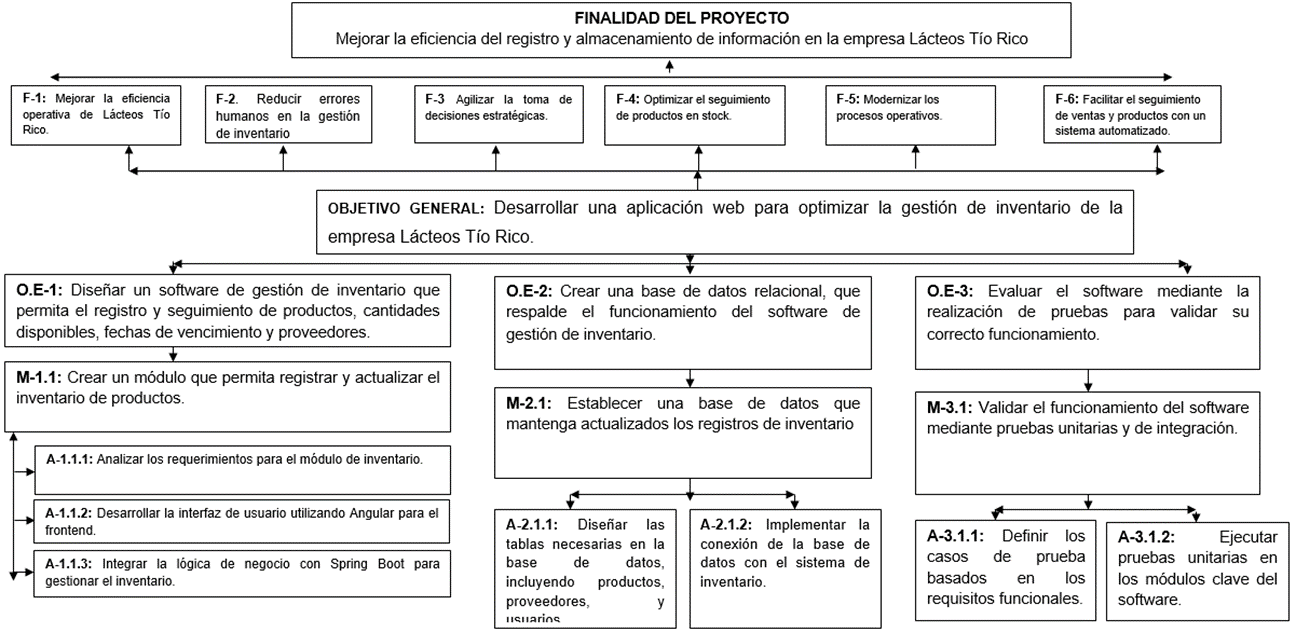 FINALIDAD DEL PROYECTO
Mejorar la eficiencia del registro y almacenamiento de información en la empresa Lácteos Tío Rico
F-1: Mejorar la eficiencia
operativa de Lácteos Tío
Rico.
F-2. Reducir errores
humanos en la gestión
de inventario
F-3 Agilizar la toma de
decisiones estratégicas.
F-4: Optimizar el seguimiento
de productos en stock.
F-5: Modernizar los
procesos operativos.
F-6: Facilitar el seguimiento
de ventas y productos con un
sistema automatizado.
OBJETIVO GENERAL: Desarrollar una aplicación web para optimizar la gestión de inventario de la
empresa Lácteos Tío Rico.
O.E-1: Diseñar un software de gestión de inventario que
permita el registro y seguimiento de productos, cantidades
disponibles, fechas de vencimiento y proveedores.
M-1.1: Crear un módulo que permita registrar y actualizar el
inventario de productos.
A-1.1.1: Analizar los requerimientos para el módulo de inventario.
A-1.1.2: Desarrollar la interfaz de usuario utilizando Angular para el
frontend.
A-1.1.3: Integrar la lógica de negocio con Spring Boot para
gestionar el inventario.
O.E-2: Crear una base de datos relacional, que
respalde el funcionamiento del software de
gestión de inventario.
M-2.1: Establecer una base de datos que
mantenga actualizados los registros de inventario
A-2.1.1: Diseñar las
tablas necesarias en la
base de datos,
incluyendo productos,
proveedores, y
usuarios
A-2.1.2: Implementar la
conexión de la base de
datos con el sistema de
inventario.
O.E-3: Evaluar el software mediante la
realización de pruebas para validar su
correcto funcionamiento.
M-3.1: Validar el funcionamiento del software
mediante pruebas unitarias y de integración.
A-3.1.1: Definir los
casos de prueba
basados en los
requisitos funcionales.
A-3.1.2: Ejecutar
pruebas unitarias en
los módulos clave del
software.